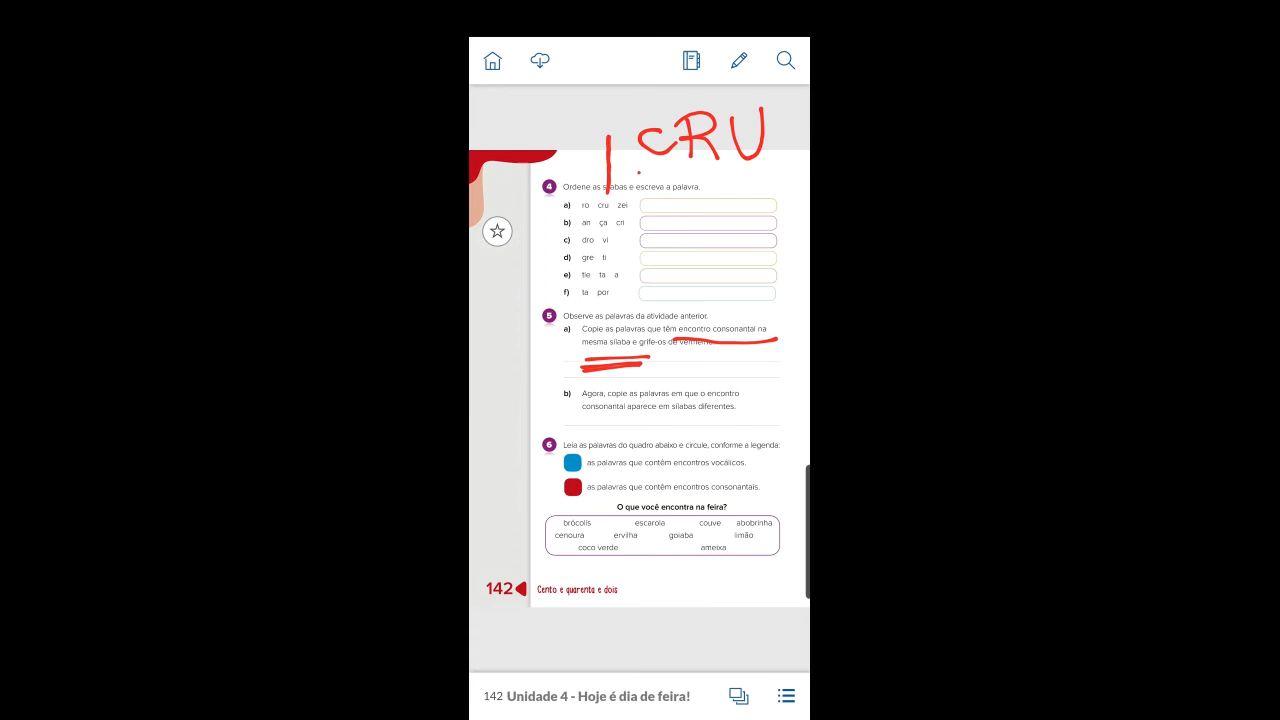 1.CRU
4 Ordene as sílabas e escreva a palavra.
a) ro cru zei
b) an ça cri
c) dro vi
d) gre ti
e) tle ta a
f) ta por
5 Observe as palavras da atividade anterior.
a) Copie as palavras que têm encontro consonantal na
mesma sílaba e grife-os de vermelho.
b) Agora, copie as palavras em que o encontro
consonantal aparece em sílabas diferentes.
6 Leia as palavras do quadro abaixo e circule, conforme a legenda:
as palavras que contêm encontros vocálicos.
as palavras que contêm encontros consonantais.
O que você encontra na feira?
brócolis escarola couve abobrinha
cenoura ervilha goiaba limão
coco verde ameixa
142 Cento e quarenta e dois
142 Unidade 4 - Hoje é dia de feira!